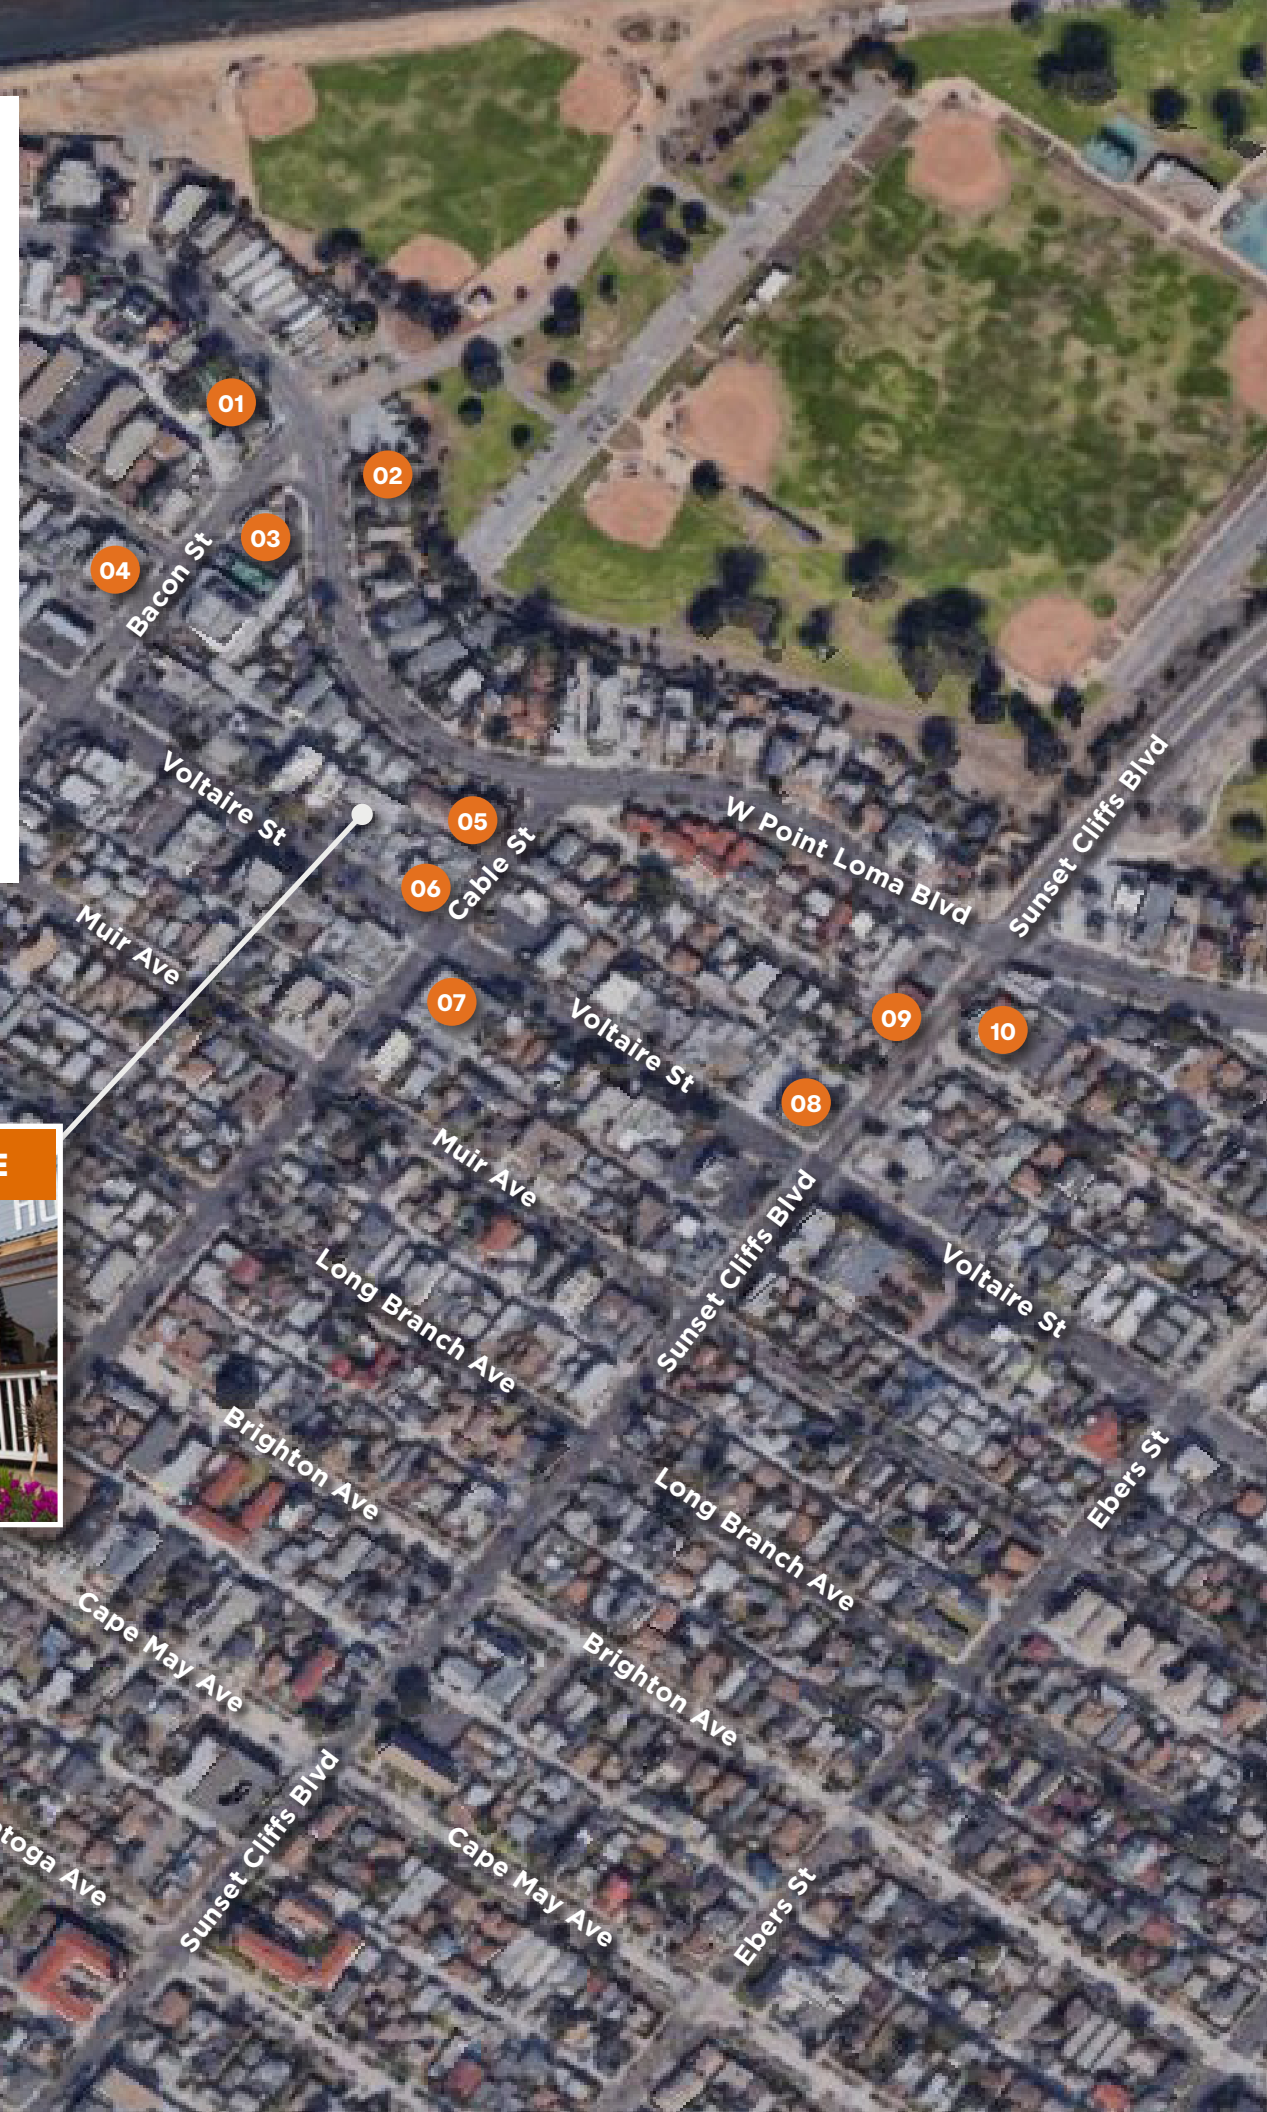 01
02
03
04
Bacon St
Voltaire St
05
W Point Loma Blvd
Sunset Cliffs Blvd
06
Cable St
Muir Ave
07
Voltaire St
09
10
08
E
Muir Ave
Sunset Cliffs Blvd
Voltaire St
Long Branch Ave
Brighton Ave
Long Branch Ave
Ebers St
Cape May Ave
Brighton Ave
Sunset Cliffs Blvd
toga Ave
Cape May Ave
Ebers St